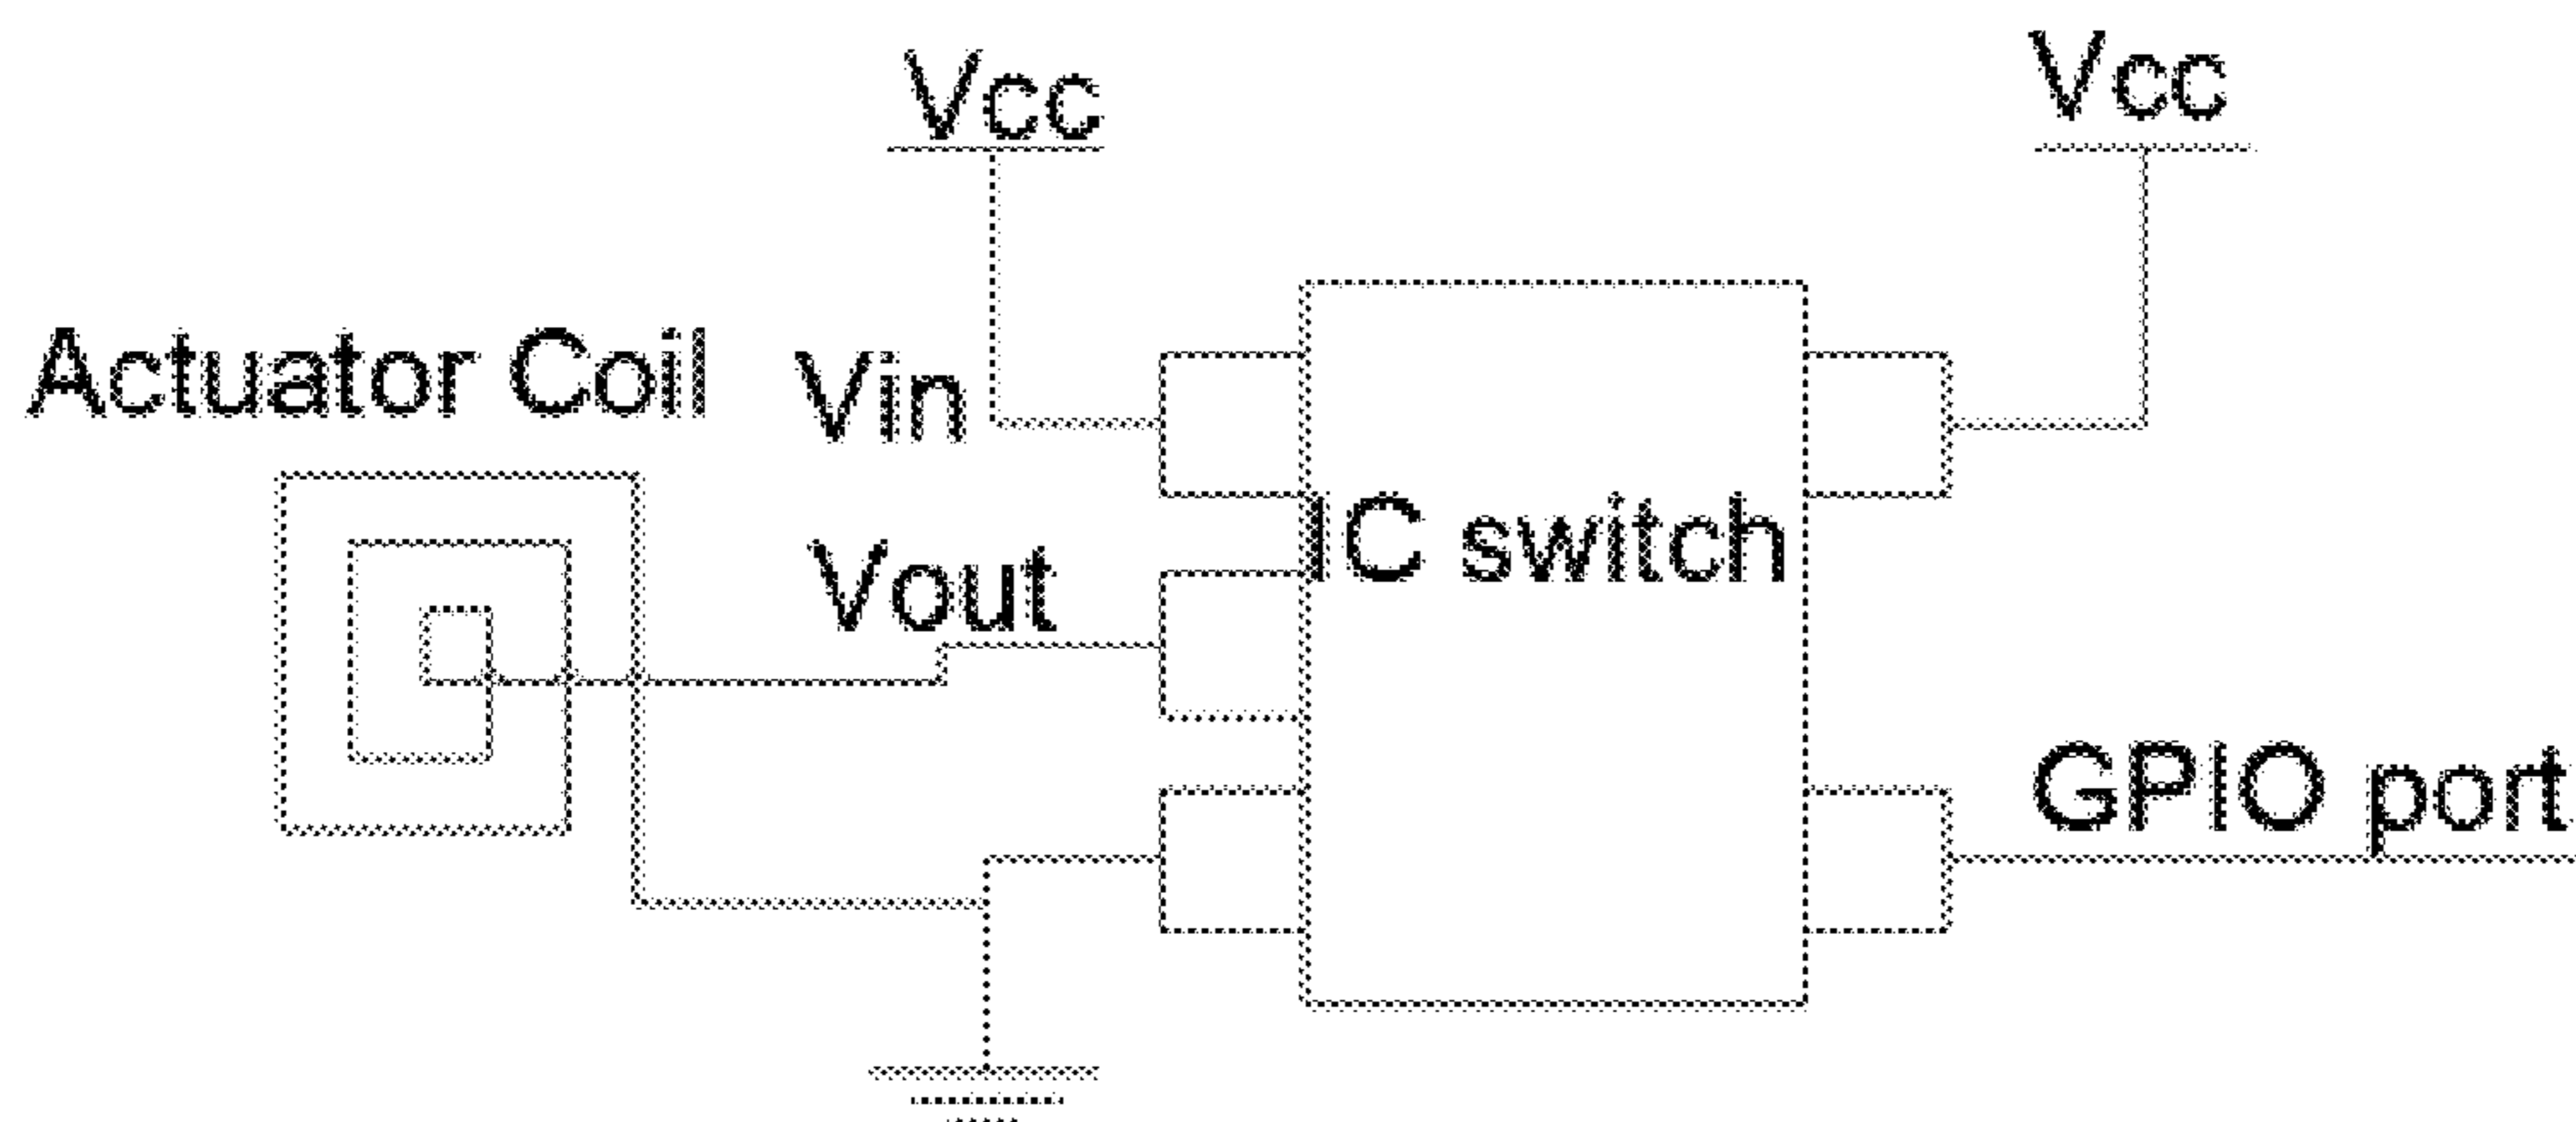 Vcc
Vcc
Actuator Coil
Vin
IC switch
Vout
GPIO port